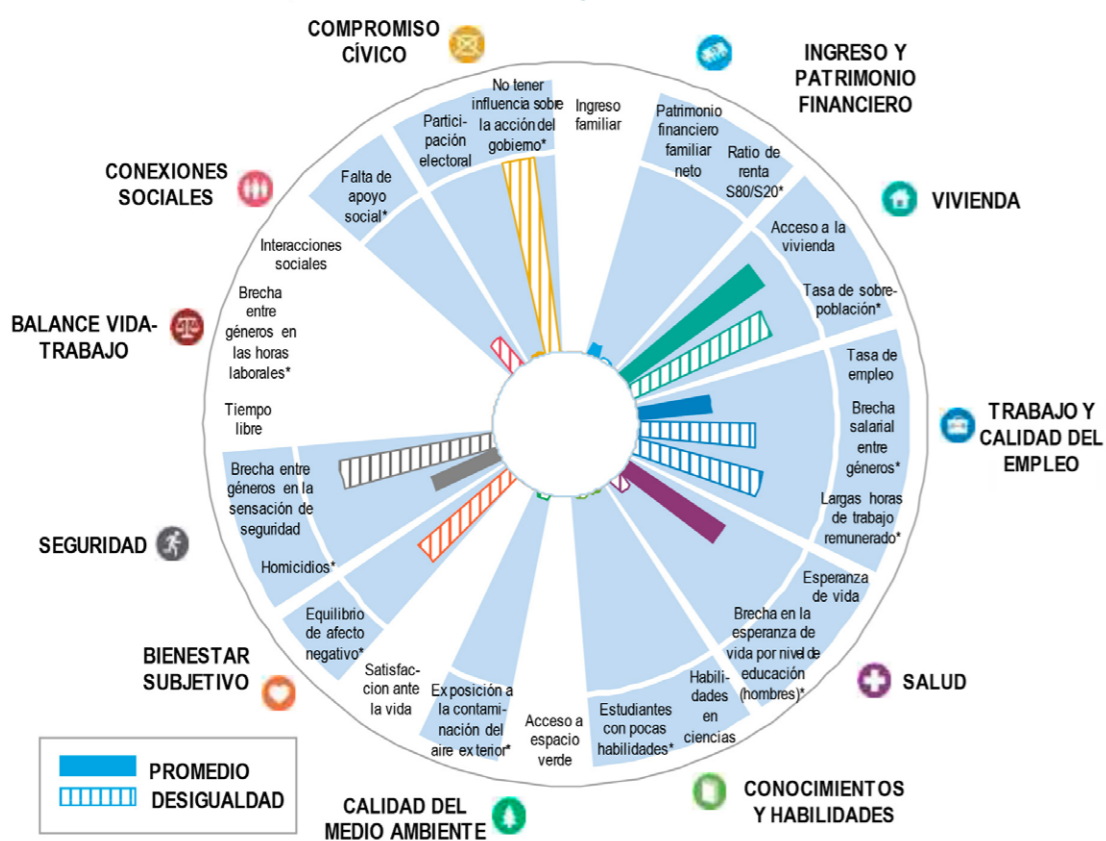 COMPROMISO
CÍVICO
INGRESO Y
PATRIMONIO
FINANCIERO
CONEXIONES
SOCIALES
VIVIENDA
BALANCE VIDA-
TRABAJO
TRABAJO Y
CALIDAD DEL
EMPLEO
SEGURIDAD
SALUD
BIENESTAR
SUBJETIVO
CALIDAD DEL
MEDIO AMBIENTE
CONOCIMIENTOS
Y HABILIDADES
No tener
influencia sobre
la acción del
gobierno*
Partici-
pación
electoral
Ingreso
familiar
Patrimonio
financiero
familiar
neto
Ratio de
renta
S80/S20*
Acceso a la
vivienda
Tasa de sobre-
población*
Tasa de
empleo
Brecha
salarial
entre
géneros*
Largas horas
de trabajo
remunerado*
Esperanza
de vida
Brecha en la
esperanza de
vida por nivel de
educación
(hombres)*
Habili-
dades
en
ciencias
Estudiantes
con pocas
habilidades*
Acceso a
espacio
verde
Exposición a
la contami-
nación del
aire exterior*
Satisfac-
cion ante
la vida
Equilibrio
de afecto
negativo*
Homicidios*
Brecha entre
géneros en la
sensación de
seguridad
Tiempo
libre
Brecha
entre
géneros en
las horas
laborales*
Interacciones
sociales
Falta de
apoyo
social*
PROMEDIO
DESIGUALDAD